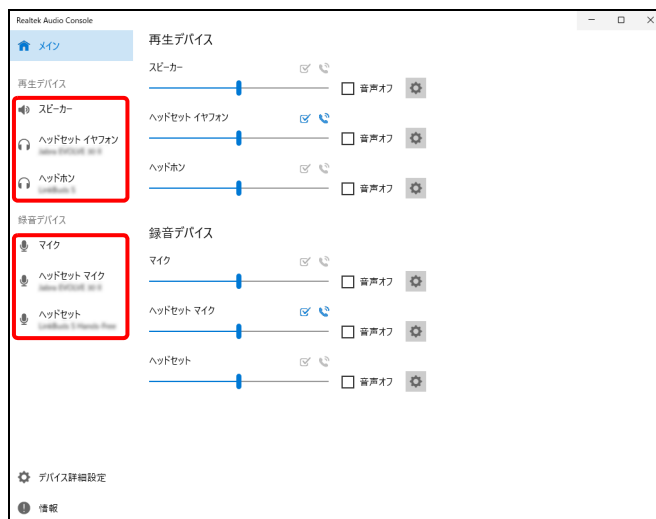 Realtek Audio Console
メイン
再生デバイス
スピーカー
ヘッドセット イヤフォン
ヘッドホン
録音デバイス
マイク
ヘッドセット マイク
ヘッドセット
デバイス詳細設定
情報
再生デバイス
スピーカー
音声オフ
ヘッドセット イヤフォン
音声オフ
ヘッドホン
音声オフ
録音デバイス
マイク
音声オフ
ヘッドセット マイク
音声オフ
ヘッドセット
音声オフ